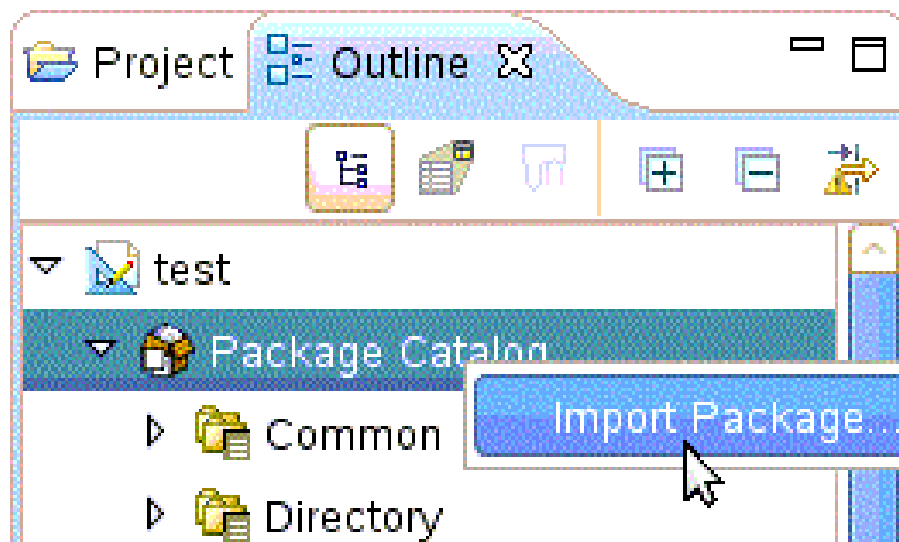 Project Outline
test
Package Catalog
Import Package...
Common
Directory